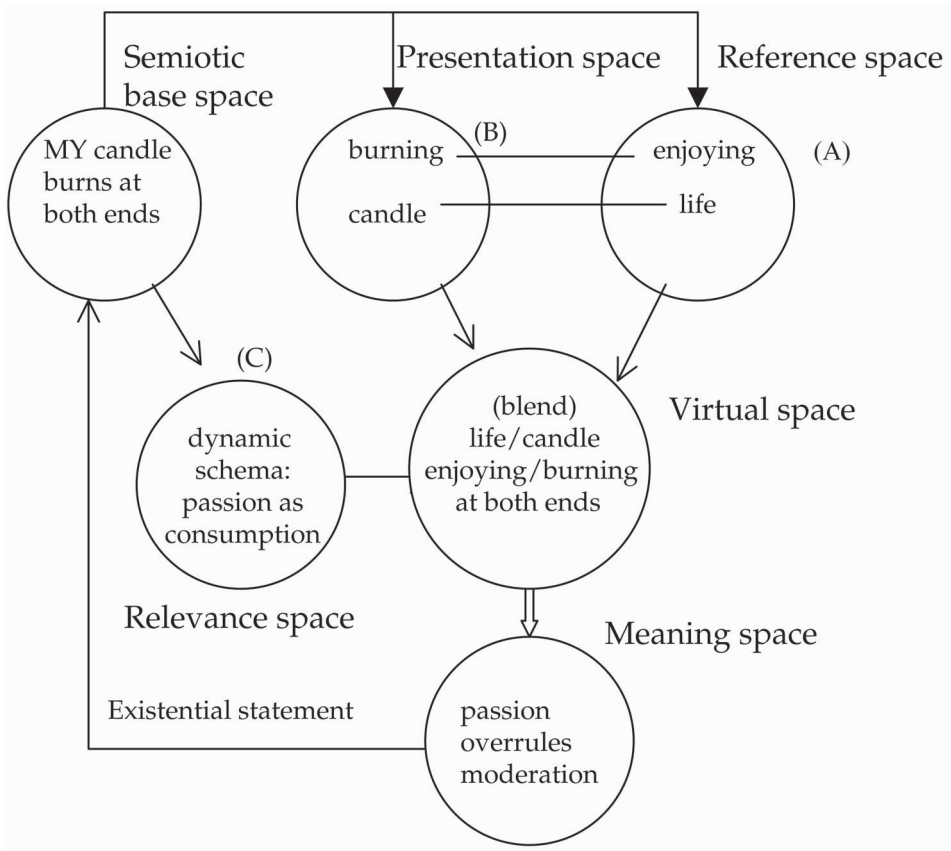 Semiotic
base space
Presentation space
Reference space
MY candle
burns at
both ends
burning
candle
(B)
enjoying
life
(A)
(C)
dynamic
schema:
passion as
consumption
(blend)
life/candle
enjoying/burning
at both ends
Virtual space
Relevance space
Meaning space
Existential statement
passion
overrules
moderation